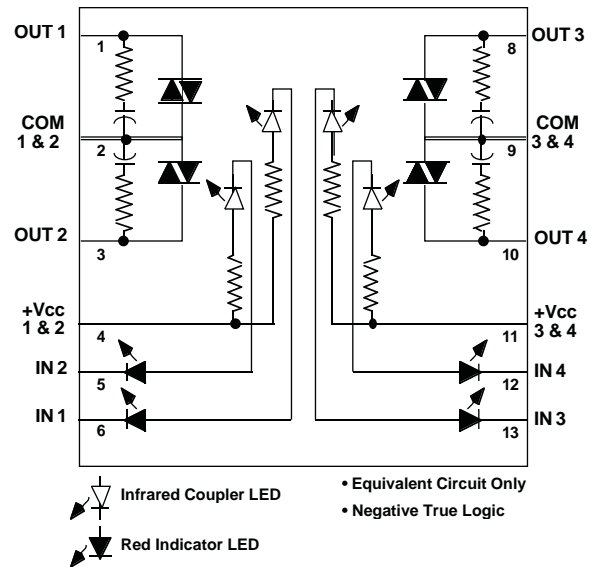 OUT 1
1
8
OUT 3
COM
1 & 2
2
9
COM
3 & 4
OUT 2
3
10
OUT 4
+Vcc
1 & 2
4
11
+Vcc
3 & 4
IN 2
5
12
IN 4
IN 1
6
13
IN 3
Infrared Coupler LED
• Equivalent Circuit Only
• Negative True Logic
Red Indicator LED